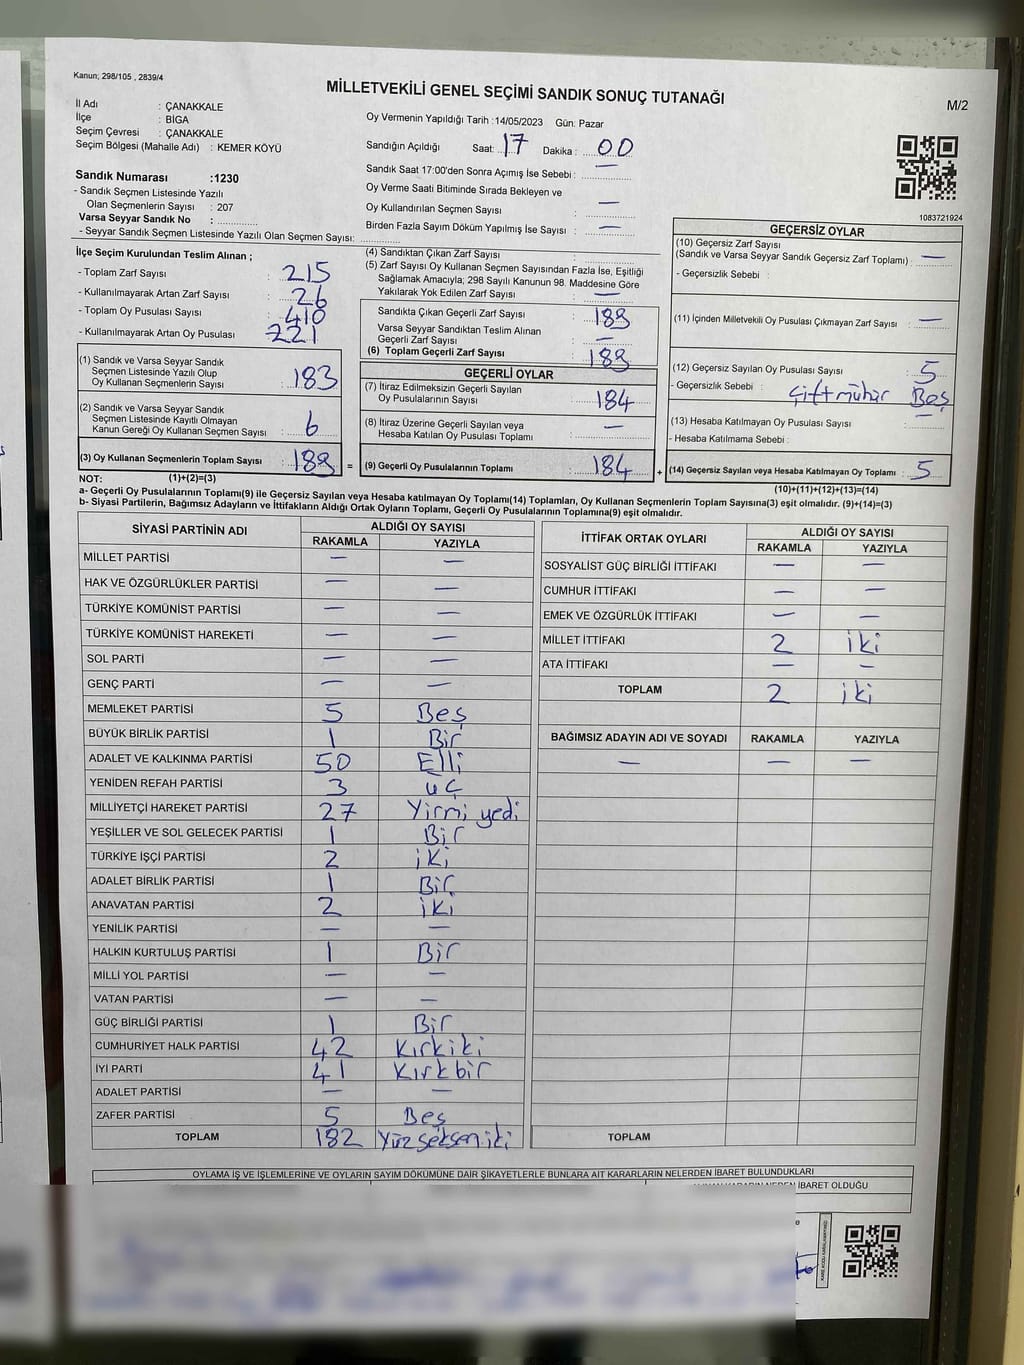 Kanun; 298/105 , 2839/4
MİLLETVEKİLİ GENEL SEÇİMİ SANDIK SONUÇ TUTANAĞI
M/2
İl Adı : ÇANAKKALE
İlçe : BİGA
Seçim Çevresi : ÇANAKKALE
Seçim Bölgesi (Mahalle Adı) : KEMER KÖYÜ
Sandık Numarası :1230
- Sandık Seçmen Listesinde Yazılı
Olan Seçmenlerin Sayısı : 207
Varsa Seyyar Sandık No :
- Seyyar Sandık Seçmen Listesinde Yazılı Olan Seçmen Sayısı:
Oy Vermenin Yapıldığı Tarih :14/05/2023 Gün: Pazar
Sandığın Açıldığı Saat: 17 Dakika : 00
Sandık Saat 17:00'den Sonra Açımış İse Sebebi : —
Oy Verme Saati Bitiminde Sırada Bekleyen ve
Oy Kullandırılan Seçmen Sayısı : —
Birden Fazla Sayım Döküm Yapılmış İse Sayısı : —
1083721924
İlçe Seçim Kurulundan Teslim Alınan ;
- Toplam Zarf Sayısı : 215
- Kullanılmayarak Artan Zarf Sayısı : 26
- Toplam Oy Pusulası Sayısı : 410
- Kullanılmayarak Artan Oy Pusulası : 221
(1) Sandık ve Varsa Seyyar Sandık
Seçmen Listesinde Yazılı Olup
Oy Kullanan Seçmenlerin Sayısı : 183
(2) Sandık ve Varsa Seyyar Sandık
Seçmen Listesinde Kayıtlı Olmayan
Kanun Gereği Oy Kullanan Seçmen Sayısı : 6
(3) Oy Kullanan Seçmenlerin Toplam Sayısı : 189 =
(4) Sandıktan Çıkan Zarf Sayısı :
(5) Zarf Sayısı Oy Kullanan Seçmen Sayısından Fazla İse, Eşitliği
Sağlamak Amacıyla; 298 Sayılı Kanunun 98. Maddesine Göre
Yakılarak Yok Edilen Zarf Sayısı : —
Sandıkta Çıkan Geçerli Zarf Sayısı : 189
Varsa Seyyar Sandıktan Teslim Alınan
Geçerli Zarf Sayısı : —
(6) Toplam Geçerli Zarf Sayısı : 189
GEÇERLİ OYLAR
(7) İtiraz Edilmeksizin Geçerli Sayılan
Oy Pusulalarının Sayısı : 184
(8) İtiraz Üzerine Geçerli Sayılan veya
Hesaba Katılan Oy Pusulası Toplamı : —
(9) Geçerli Oy Pusulalarının Toplamı : 184 +
GEÇERSİZ OYLAR
(10) Geçersiz Zarf Sayısı
(Sandık ve Varsa Seyyar Sandık Geçersiz Zarf Toplamı) : —
- Geçersizlik Sebebi :
(11) İçinden Milletvekili Oy Pusulası Çıkmayan Zarf Sayısı : —
(12) Geçersiz Sayılan Oy Pusulası Sayısı : 5
- Geçersizlik Sebebi : Çift mühür Beş
(13) Hesaba Katılmayan Oy Pusulası Sayısı : —
- Hesaba Katılmama Sebebi :
(14) Geçersiz Sayılan veya Hesaba Katılmayan Oy Toplamı : 5
NOT: (1)+(2)=(3)
(10)+(11)+(12)+(13)=(14)
a- Geçerli Oy Pusulalarının Toplamı(9) ile Geçersiz Sayılan veya Hesaba katılmayan Oy Toplamı(14) Toplamları, Oy Kullanan Seçmenlerin Toplam Sayısına(3) eşit olmalıdır. (9)+(14)=(3)
b- Siyasi Partilerin, Bağımsız Adayların ve İttifakların Aldığı Ortak Oyların Toplamı, Geçerli Oy Pusulalarının Toplamına(9) eşit olmalıdır.
SİYASİ PARTİNİN ADI ALDIĞI OY SAYISI
RAKAMLA YAZIYLA
MİLLET PARTİSİ — —
HAK VE ÖZGÜRLÜKLER PARTİSİ — —
TÜRKİYE KOMÜNİST PARTİSİ — —
TÜRKİYE KOMÜNİST HAREKETİ — —
SOL PARTİ — —
GENÇ PARTİ — —
MEMLEKET PARTİSİ 5 Beş
BÜYÜK BİRLİK PARTİSİ 1 Bir
ADALET VE KALKINMA PARTİSİ 50 Elli
YENİDEN REFAH PARTİSİ 3 üç
MİLLİYETÇİ HAREKET PARTİSİ 27 Yirmi yedi
YEŞİLLER VE SOL GELECEK PARTİSİ 1 Bir
TÜRKİYE İŞÇİ PARTİSİ 2 iki
ADALET BİRLİK PARTİSİ 1 Bir
ANAVATAN PARTİSİ 2 iki
YENİLİK PARTİSİ — —
HALKIN KURTULUŞ PARTİSİ 1 Bir
MİLLİ YOL PARTİSİ — —
VATAN PARTİSİ — —
GÜÇ BİRLİĞİ PARTİSİ 1 Bir
CUMHURİYET HALK PARTİSİ 42 Kırkiki
İYİ PARTİ 41 Kırkbir
ADALET PARTİSİ — —
ZAFER PARTİSİ 5 Beş
TOPLAM 182 Yüzseksen iki
İTTİFAK ORTAK OYLARI ALDIĞI OY SAYISI
RAKAMLA YAZIYLA
SOSYALİST GÜÇ BİRLİĞİ İTTİFAKI — —
CUMHUR İTTİFAKI — —
EMEK VE ÖZGÜRLÜK İTTİFAKI — —
MİLLET İTTİFAKI 2 iki
ATA İTTİFAKI — —
TOPLAM 2 iki
BAĞIMSIZ ADAYIN ADI VE SOYADI RAKAMLA YAZIYLA
— — —
TOPLAM
OYLAMA İŞ VE İŞLEMLERİNE VE OYLARIN SAYIM DÖKÜMÜNE DAİR ŞİKAYETLERLE BUNLARA AİT KARARLARIN NELERDEN İBARET BULUNDUKLARI
İBARET OLDUĞU